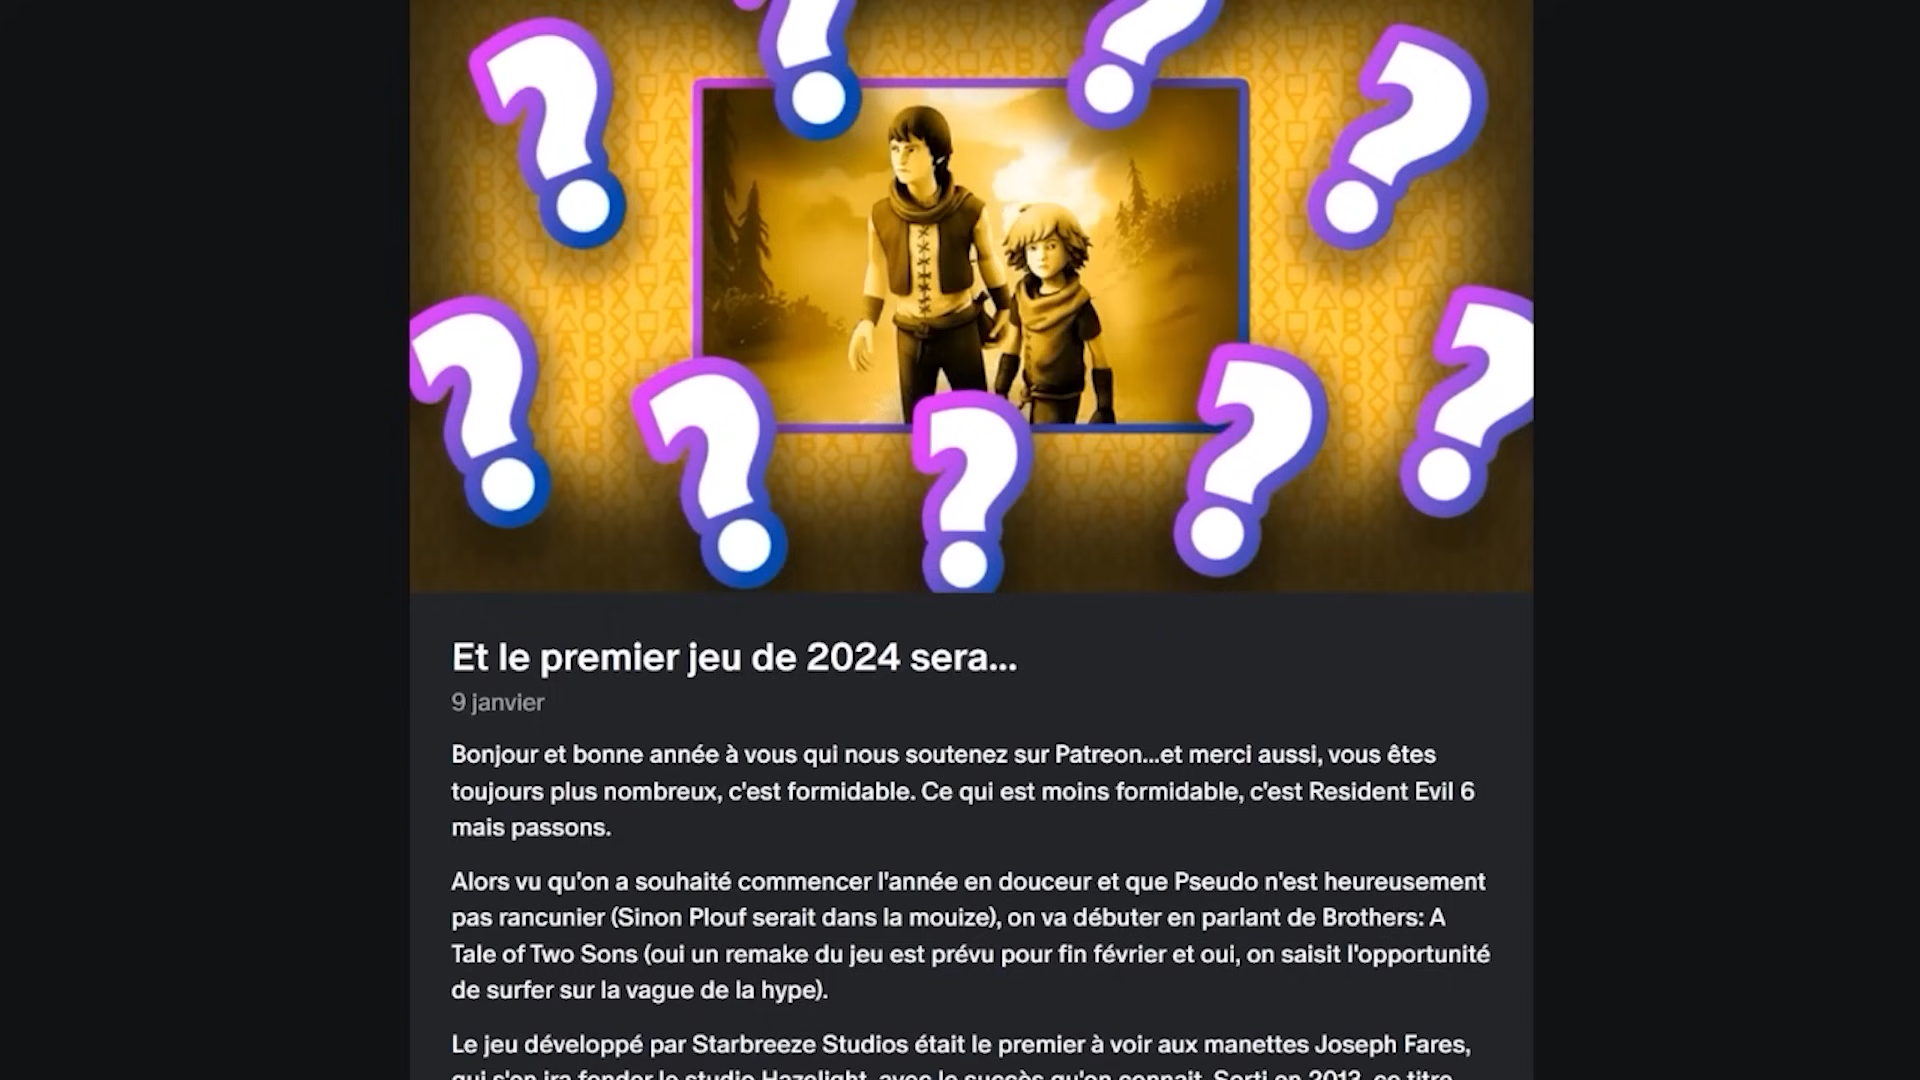 Et le premier jeu de 2024 sera...
9 janvier
Bonjour et bonne année à vous qui nous soutenez sur Patreon...et merci aussi, vous êtes
toujours plus nombreux, c'est formidable. Ce qui est moins formidable, c'est Resident Evil 6
mais passons.
Alors vu qu'on a souhaité commencer l'année en douceur et que Pseudo n'est heureusement
pas rancunier (Sinon Plouf serait dans la mouize), on va débuter en parlant de Brothers: A
Tale of Two Sons (oui un remake du jeu est prévu pour fin février et oui, on saisit l'opportunité
de surfer sur la vague de la hype).
Le jeu développé par Starbreeze Studios était le premier à voir aux manettes Joseph Fares,
qui s'en ira fonder le studio Hazelight, avec le succès qu'on connait. Sorti en 2013, ce titre